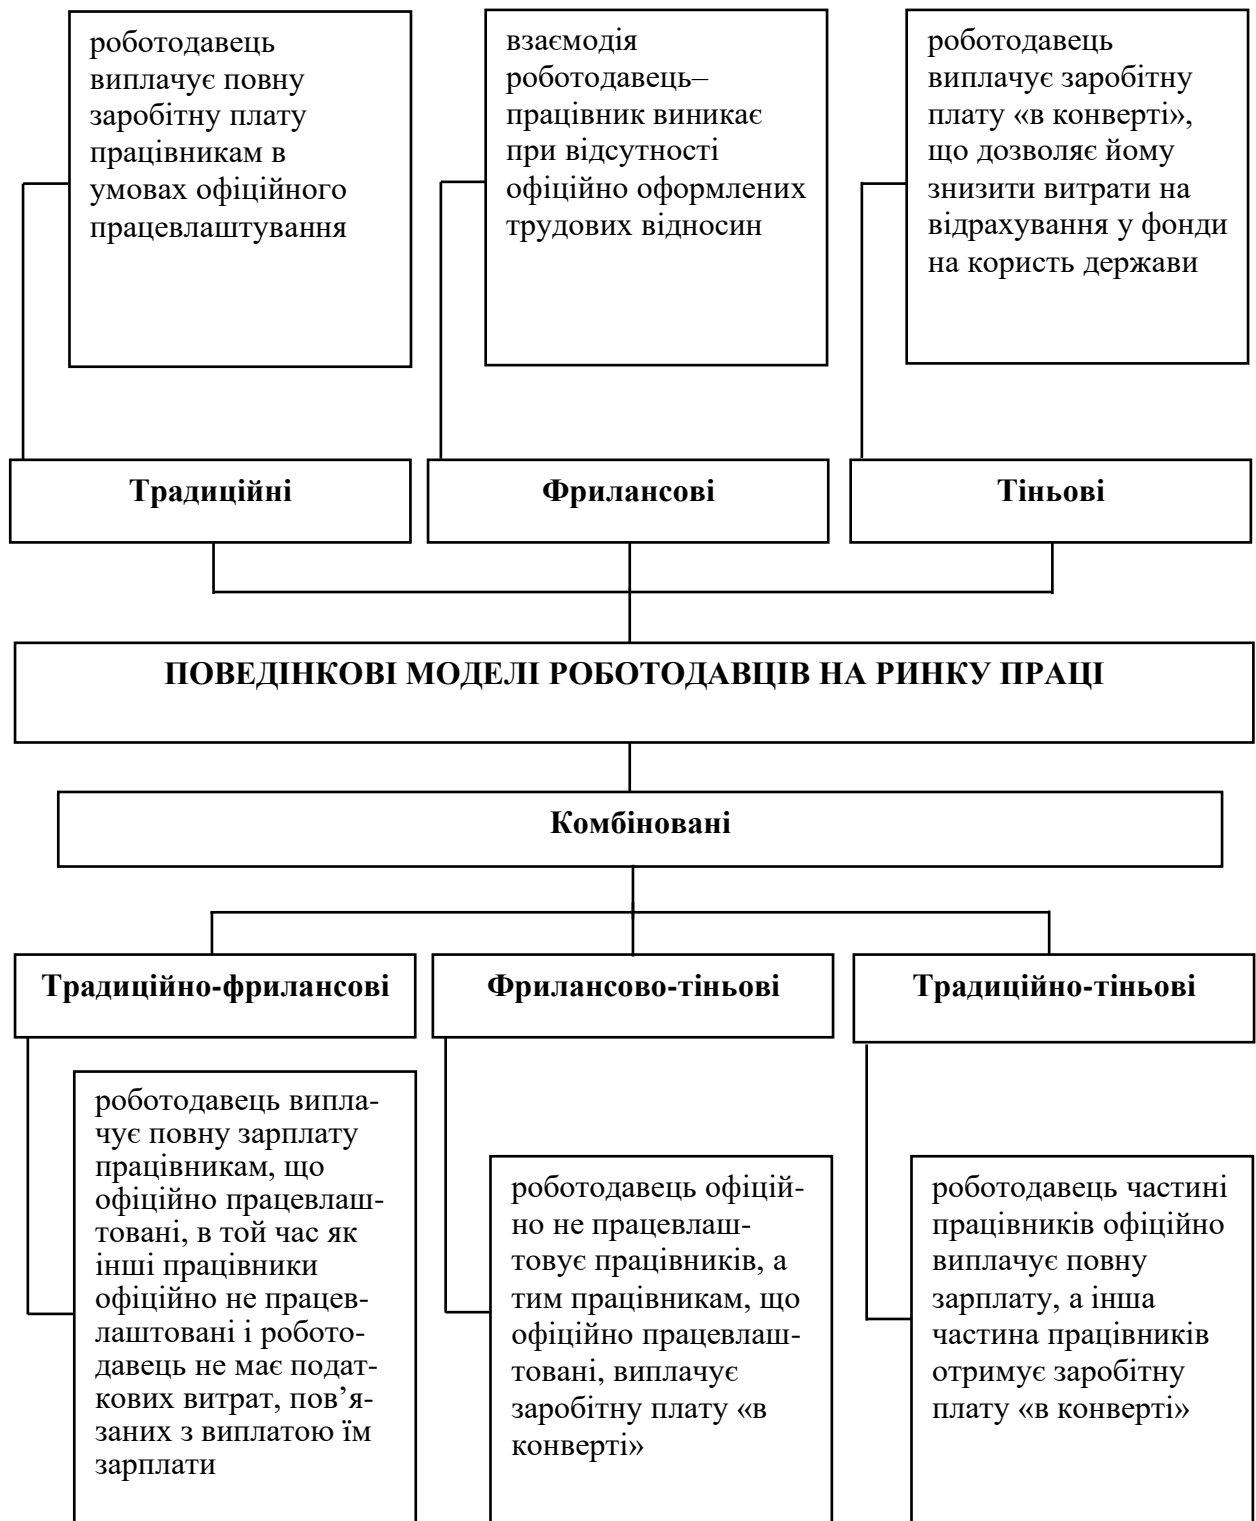 роботодавець
виплачує повну
заробітну плату
працівникам в
умовах офіційного
працевлаштування
взаємодія
роботодавець–
працівник виникає
при відсутності
офіційно оформлених
трудових відносин
роботодавець
виплачує заробітну
плату «в конверті»,
що дозволяє йому
знизити витрати на
відрахування у фонди
на користь держави
Традиційні
Фрилансові
Тіньові
ПОВЕДІНКОВІ МОДЕЛІ РОБОТОДАВЦІВ НА РИНКУ ПРАЦІ
Комбіновані
Традиційно-фрилансові
Фрилансово-тіньові
Традиційно-тіньові
роботодавець випла-
чує повну зарплату
працівникам, що
офіційно працевлаш-
товані, в той час як
інші працівники
офіційно не працев-
лаштовані і робото-
давець не має подат-
кових витрат, пов’я-
заних з виплатою їм
зарплати
роботодавець офіцій-
но не працевлаш-
товує працівників, а
тим працівникам, що
офіційно працевлаш-
товані, виплачує
заробітну плату «в
конверті»
роботодавець частині
працівників офіційно
виплачує повну
зарплату, а інша
частина працівників
отримує заробітну
плату «в конверті»